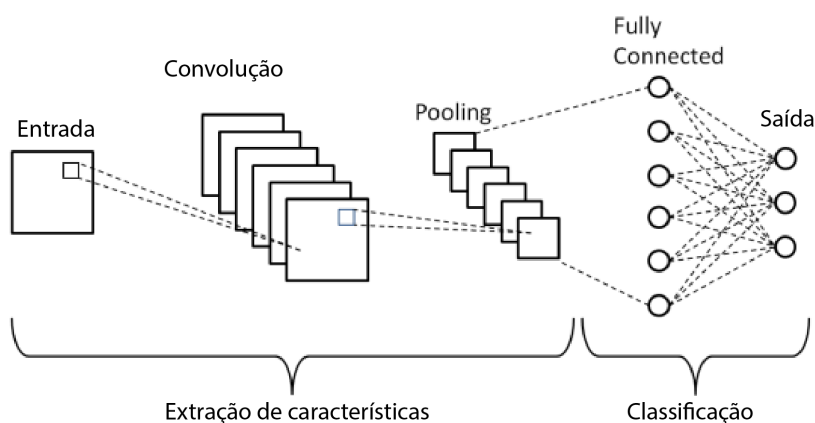 Fully
Connected
Convolução
Pooling
Entrada
Saída
Extração de características
Classificação